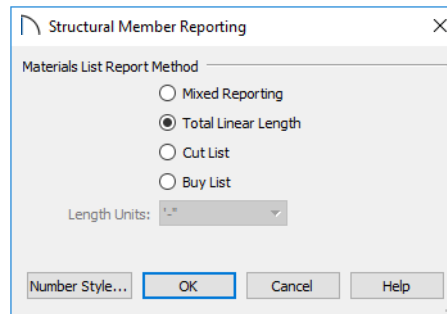 Structural Member Reporting
Materials List Report Method
Mixed Reporting
Total Linear Length
Cut List
Buy List
Length Units: '-"
Number Style... OK Cancel Help